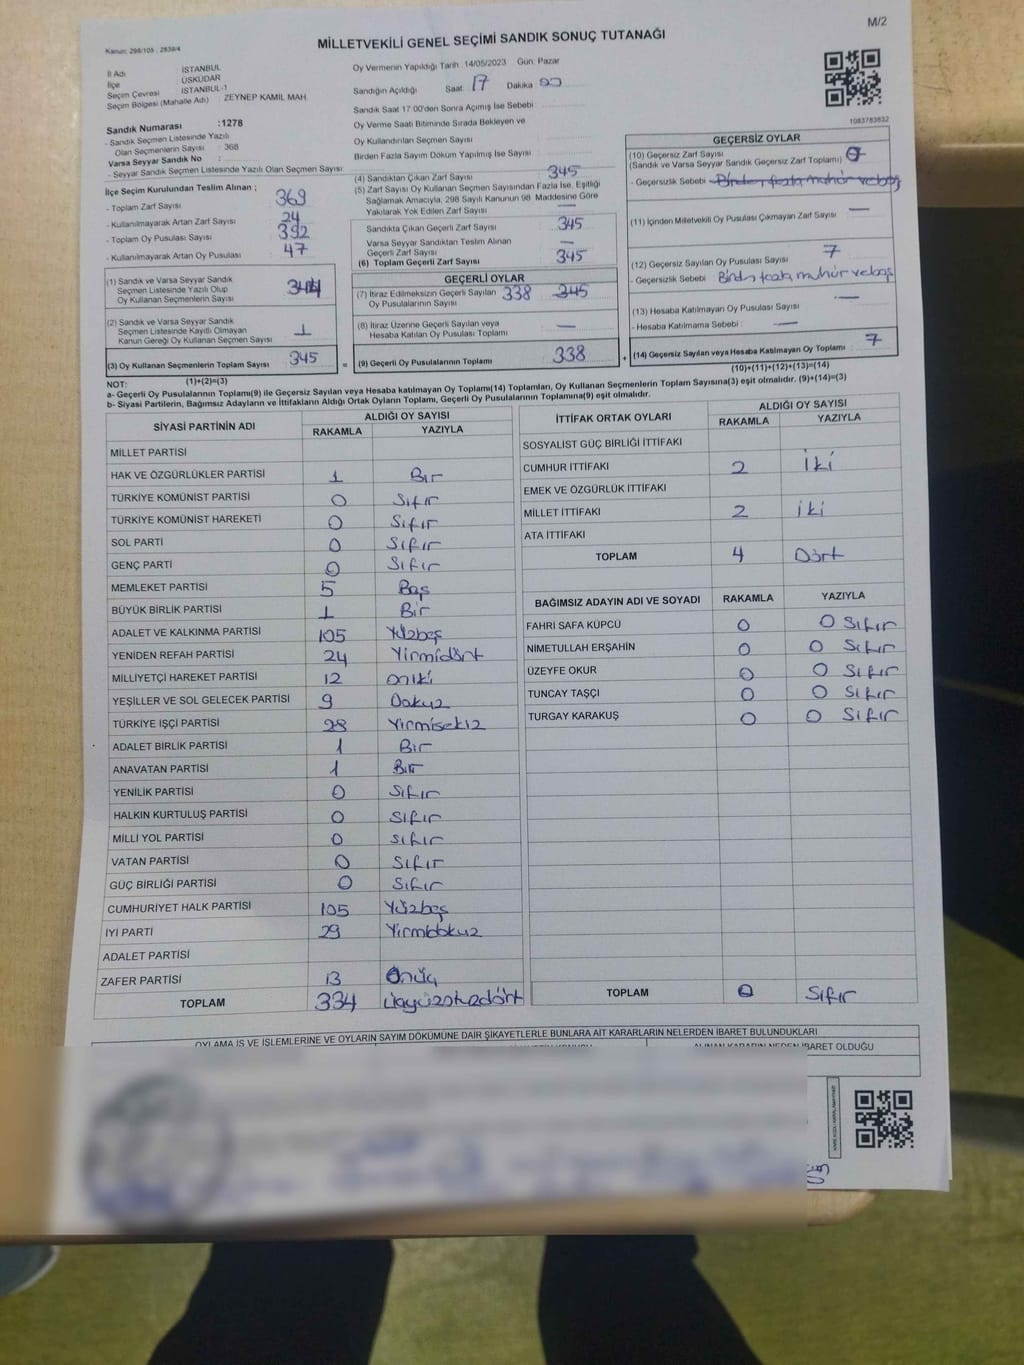 M/2
Kanun: 298/105 , 2839/4
MİLLETVEKİLİ GENEL SEÇİMİ SANDIK SONUÇ TUTANAĞI
İl Adı : İSTANBUL
İlçe : ÜSKÜDAR
Seçim Çevresi : İSTANBUL-1
Seçim Bölgesi (Mahalle Adı) : ZEYNEP KAMİL MAH.
Sandık Numarası :1278
- Sandık Seçmen Listesinde Yazılı
Olan Seçmenlerin Sayısı : 368
Varsa Seyyar Sandık No :
- Seyyar Sandık Seçmen Listesinde Yazılı Olan Seçmen Sayısı:
İlçe Seçim Kurulundan Teslim Alınan ;
- Toplam Zarf Sayısı 369
- Kullanılmayarak Artan Zarf Sayısı 24
- Toplam Oy Pusulası Sayısı 392
- Kullanılmayarak Artan Oy Pusulası 47
(1) Sandık ve Varsa Seyyar Sandık
Seçmen Listesinde Yazılı Olup
Oy Kullanan Seçmenlerin Sayısı 344
(2) Sandık ve Varsa Seyyar Sandık
Seçmen Listesinde Kayıtlı Olmayan
Kanun Gereği Oy Kullanan Seçmen Sayısı 1
(3) Oy Kullanan Seçmenlerin Toplam Sayısı 345
(1)+(2)=(3)
Oy Vermenin Yapıldığı Tarih 14/05/2023 Gün: Pazar
Sandığın Açıldığı Saat: 17 Dakika 00
Sandık Saat 17:00'den Sonra Açılmış İse Sebebi
Oy Verme Saati Bitiminde Sırada Bekleyen ve
Oy Kullandırılan Seçmen Sayısı
Birden Fazla Sayım Döküm Yapılmış İse Sayısı
(4) Sandıktan Çıkan Zarf Sayısı 345
(5) Zarf Sayısı Oy Kullanan Seçmen Sayısından Fazla İse, Eşitliği
Sağlamak Amacıyla, 298 Sayılı Kanunun 98 Maddesine Göre
Yakılarak Yok Edilen Zarf Sayısı —
Sandıkta Çıkan Geçerli Zarf Sayısı 345
Varsa Seyyar Sandıktan Teslim Alınan
Geçerli Zarf Sayısı —
(6) Toplam Geçerli Zarf Sayısı 345
GEÇERLİ OYLAR
(7) İtiraz Edilmeksizin Geçerli Sayılan 338 345
Oy Pusulalarının Sayısı
(8) İtiraz Üzerine Geçerli Sayılan veya
Hesaba Katılan Oy Pusulası Toplamı —
= (9) Geçerli Oy Pusulalarının Toplamı 338 +
1083783832
GEÇERSİZ OYLAR
(10) Geçersiz Zarf Sayısı
(Sandık ve Varsa Seyyar Sandık Geçersiz Zarf Toplamı)
- Geçersizlik Sebebi Birden fazla mühür ve boş
(11) İçinden Milletvekili Oy Pusulası Çıkmayan Zarf Sayısı —
(12) Geçersiz Sayılan Oy Pusulası Sayısı 7
- Geçersizlik Sebebi
(13) Hesaba Katılmayan Oy Pusulası Sayısı —
- Hesaba Katılmama Sebebi : —
(14) Geçersiz Sayılan veya Hesaba Katılmayan Oy Toplamı 7
(10)+(11)+(12)+(13)=(14)
NOT:
a- Geçerli Oy Pusulalarının Toplamı(9) ile Geçersiz Sayılan veya Hesaba katılmayan Oy Toplamı(14) Toplamları, Oy Kullanan Seçmenlerin Toplam Sayısına(3) eşit olmalıdır. (9)+(14)=(3)
b- Siyasi Partilerin, Bağımsız Adayların ve İttifakların Aldığı Ortak Oyların Toplamı, Geçerli Oy Pusulalarının Toplamına(9) eşit olmalıdır.
SİYASİ PARTİNİN ADI ALDIĞI OY SAYISI
RAKAMLA YAZIYLA
MİLLET PARTİSİ
HAK VE ÖZGÜRLÜKLER PARTİSİ 1 Bir
TÜRKİYE KOMÜNİST PARTİSİ 0 Sıfır
TÜRKİYE KOMÜNİST HAREKETİ 0 Sıfır
SOL PARTİ 0 Sıfır
GENÇ PARTİ 0 Sıfır
MEMLEKET PARTİSİ 5 Beş
BÜYÜK BİRLİK PARTİSİ 1 Bir
ADALET VE KALKINMA PARTİSİ 105 Yüzbeş
YENİDEN REFAH PARTİSİ 24 Yirmidört
MİLLİYETÇİ HAREKET PARTİSİ 12 oniki
YEŞİLLER VE SOL GELECEK PARTİSİ 9 Dokuz
TÜRKİYE İŞÇİ PARTİSİ 28 Yirmisekiz
ADALET BİRLİK PARTİSİ 1 Bir
ANAVATAN PARTİSİ 1 Bir
YENİLİK PARTİSİ 0 Sıfır
HALKIN KURTULUŞ PARTİSİ 0 Sıfır
MİLLİ YOL PARTİSİ 0 Sıfır
VATAN PARTİSİ 0 Sıfır
GÜÇ BİRLİĞİ PARTİSİ 0 Sıfır
CUMHURİYET HALK PARTİSİ 105 Yüzbeş
İYİ PARTİ 29 Yirmidokuz
ADALET PARTİSİ
ZAFER PARTİSİ 13 Onüç
TOPLAM 334 üçyüzotuzdört
İTTİFAK ORTAK OYLARI ALDIĞI OY SAYISI
RAKAMLA YAZIYLA
SOSYALİST GÜÇ BİRLİĞİ İTTİFAKI
CUMHUR İTTİFAKI 2 İki
EMEK VE ÖZGÜRLÜK İTTİFAKI
MİLLET İTTİFAKI 2 iki
ATA İTTİFAKI
TOPLAM 4 Dört
BAĞIMSIZ ADAYIN ADI VE SOYADI RAKAMLA YAZIYLA
FAHRİ SAFA KÜPCÜ 0 0 Sıfır
NİMETULLAH ERŞAHİN 0 0 Sıfır
ÜZEYFE OKUR 0 0 Sıfır
TUNCAY TAŞÇI 0 0 Sıfır
TURGAY KARAKUŞ 0 0 Sıfır
TOPLAM 0 Sıfır
OYLAMA İŞ VE İŞLEMLERİNE VE OYLARIN SAYIM DÖKÜMÜNE DAİR ŞİKAYETLERLE BUNLARA AİT KARARLARIN NELERDEN İBARET BULUNDUKLARI
ALINAN KARARIN NEDEN İBARET OLDUĞU